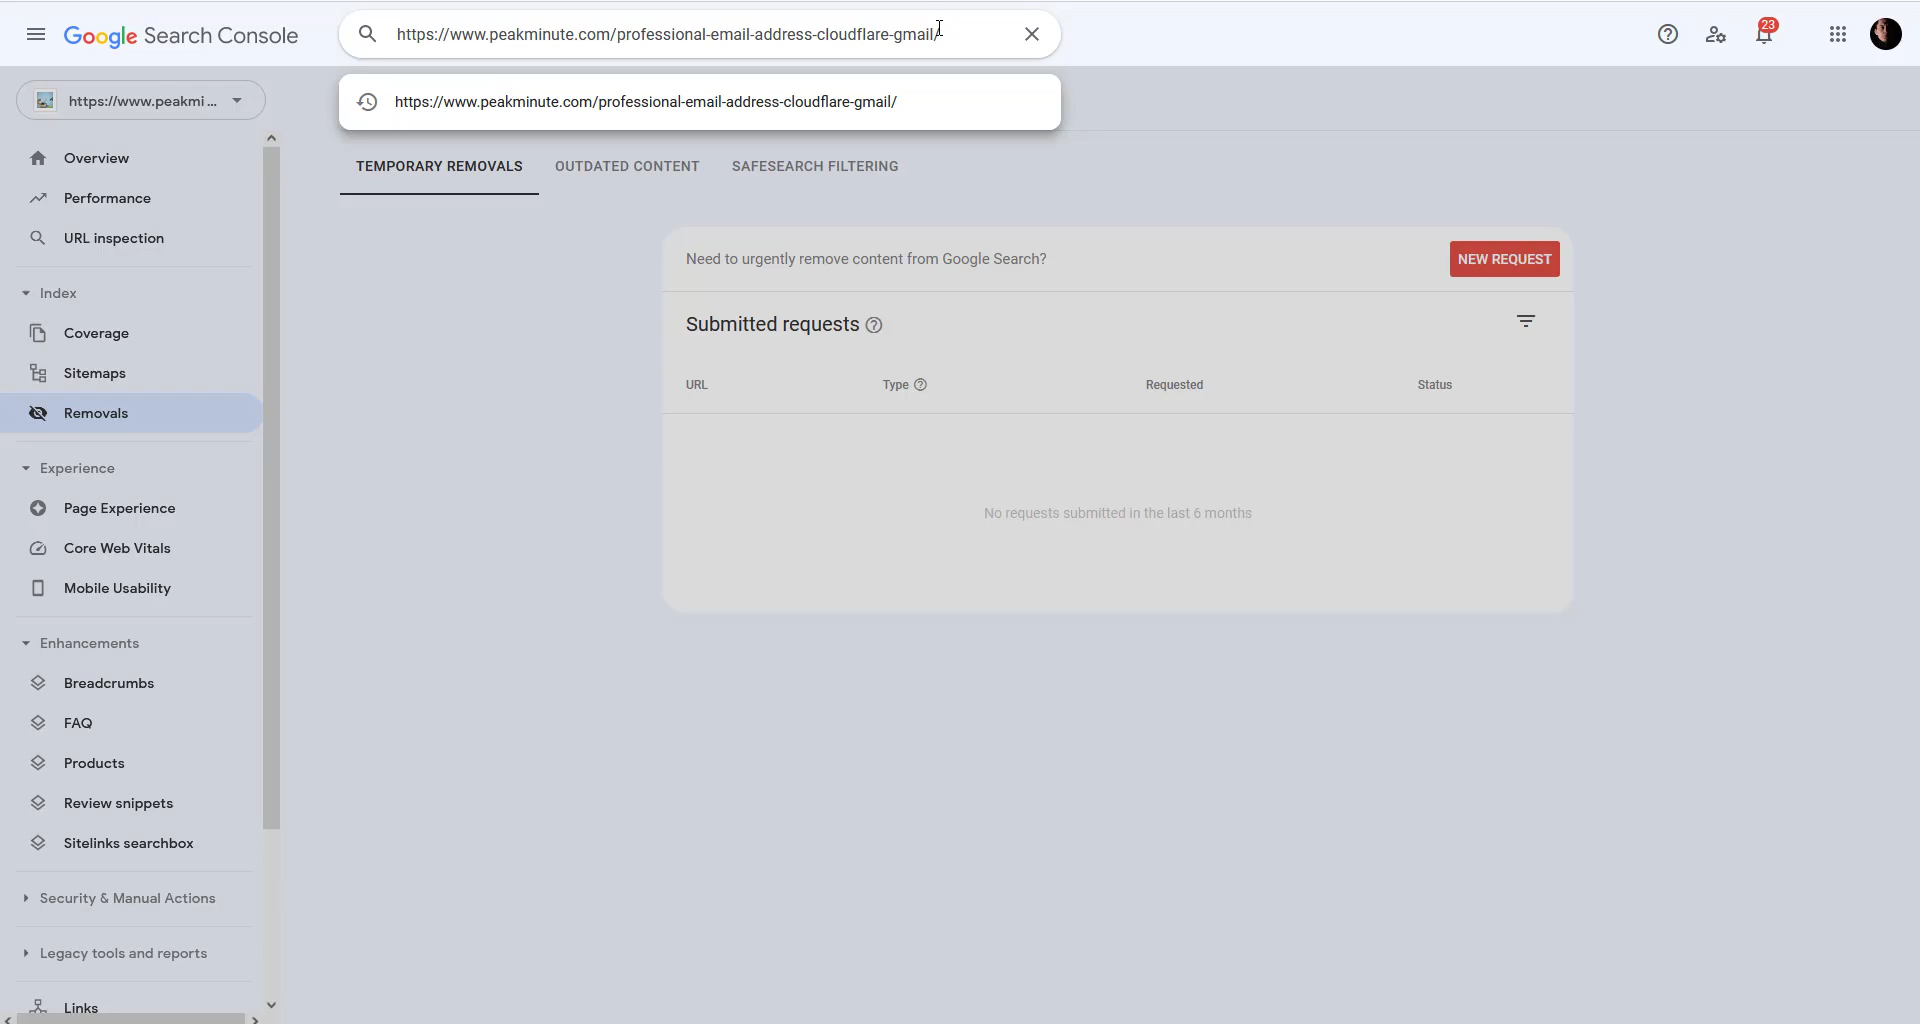 Google Search Console
https://www.peakminute.com/professional-email-address-cloudflare-gmail/
23
https://www.peakmi ...
https://www.peakminute.com/professional-email-address-cloudflare-gmail/
Overview
Performance
URL inspection
Index
Coverage
Sitemaps
Removals
Experience
Page Experience
Core Web Vitals
Mobile Usability
Enhancements
Breadcrumbs
FAQ
Products
Review snippets
Sitelinks searchbox
Security & Manual Actions
Legacy tools and reports
Links
TEMPORARY REMOVALS OUTDATED CONTENT SAFESEARCH FILTERING
Need to urgently remove content from Google Search? NEW REQUEST
Submitted requests
URL Type Requested Status
No requests submitted in the last 6 months